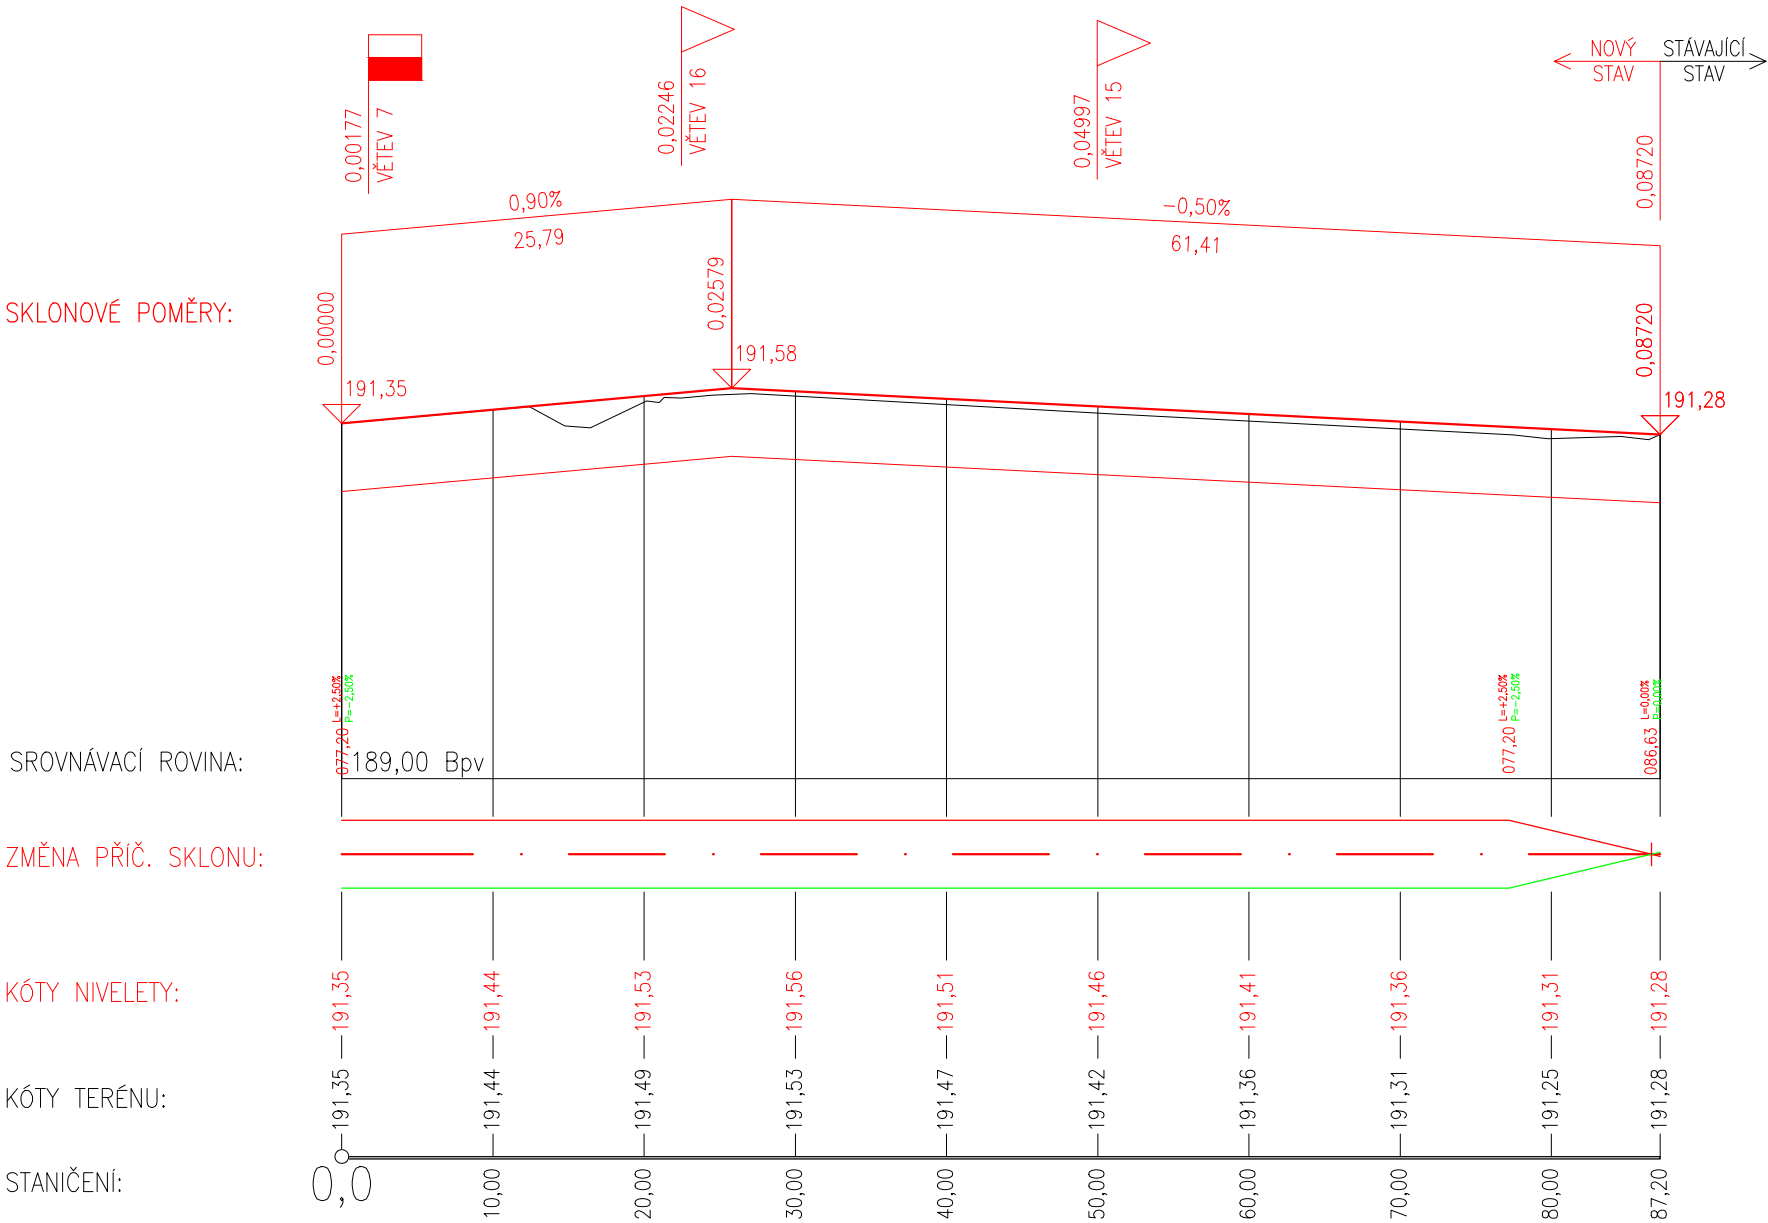 0,00177
VĚTEV 7
0,02246
VĚTEV 16
0,04997
VĚTEV 15
NOVÝ
STAV
STÁVAJÍCÍ
STAV
0,08720
0,90%
25,79
-0,50%
61,41
SKLONOVÉ POMĚRY:
0,00000
0,02579
0,08720
191,35
191,58
191,28
L=+2,50%
P=-2,50%
077,20
L=+2,50%
P=-2,50%
077,20
L=0,00%
P=0,00%
086,63
SROVNÁVACÍ ROVINA:
189,00 Bpv
ZMĚNA PŘÍČ. SKLONU:
KÓTY NIVELETY:
191,35
191,44
191,53
191,56
191,51
191,46
191,41
191,36
191,31
191,28
KÓTY TERÉNU:
191,35
191,44
191,49
191,53
191,47
191,42
191,36
191,31
191,25
191,28
STANIČENÍ:
0,0
10,00
20,00
30,00
40,00
50,00
60,00
70,00
80,00
87,20